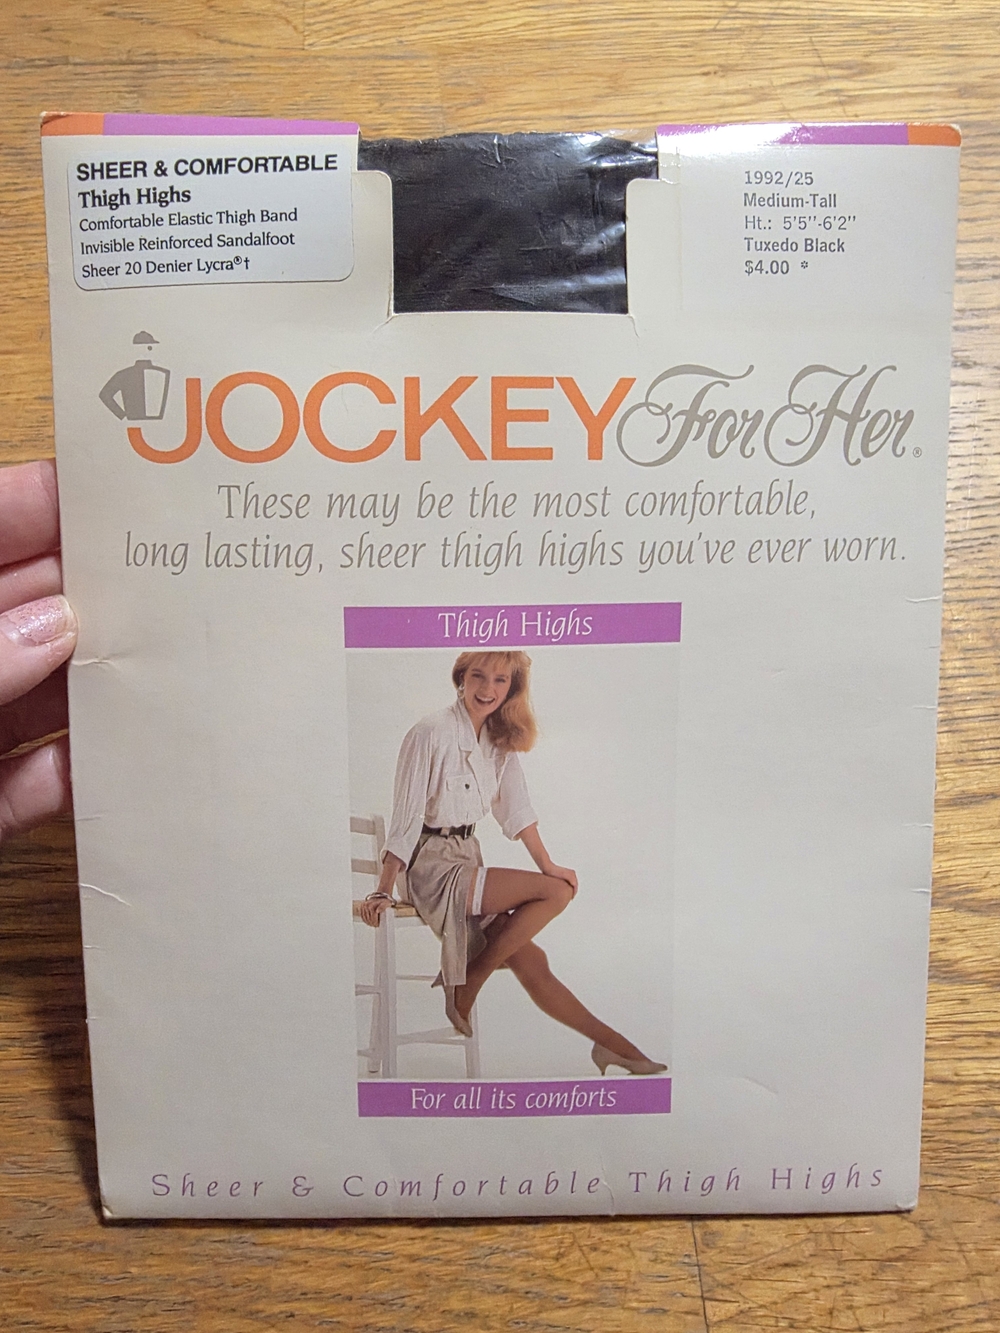 SHEER & COMFORTABLE
Thigh Highs
Comfortable Elastic Thigh Band
Invisible Reinforced Sandalfoot
Sheer 20 Denier Lycra®†
1992/25
Medium-Tall
Ht.: 5'5''-6'2''
Tuxedo Black
$4.00 *
JOCKEY For Her®
These may be the most comfortable,
long lasting, sheer thigh highs you've ever worn.
Thigh Highs
For all its comforts
Sheer & Comfortable Thigh Highs